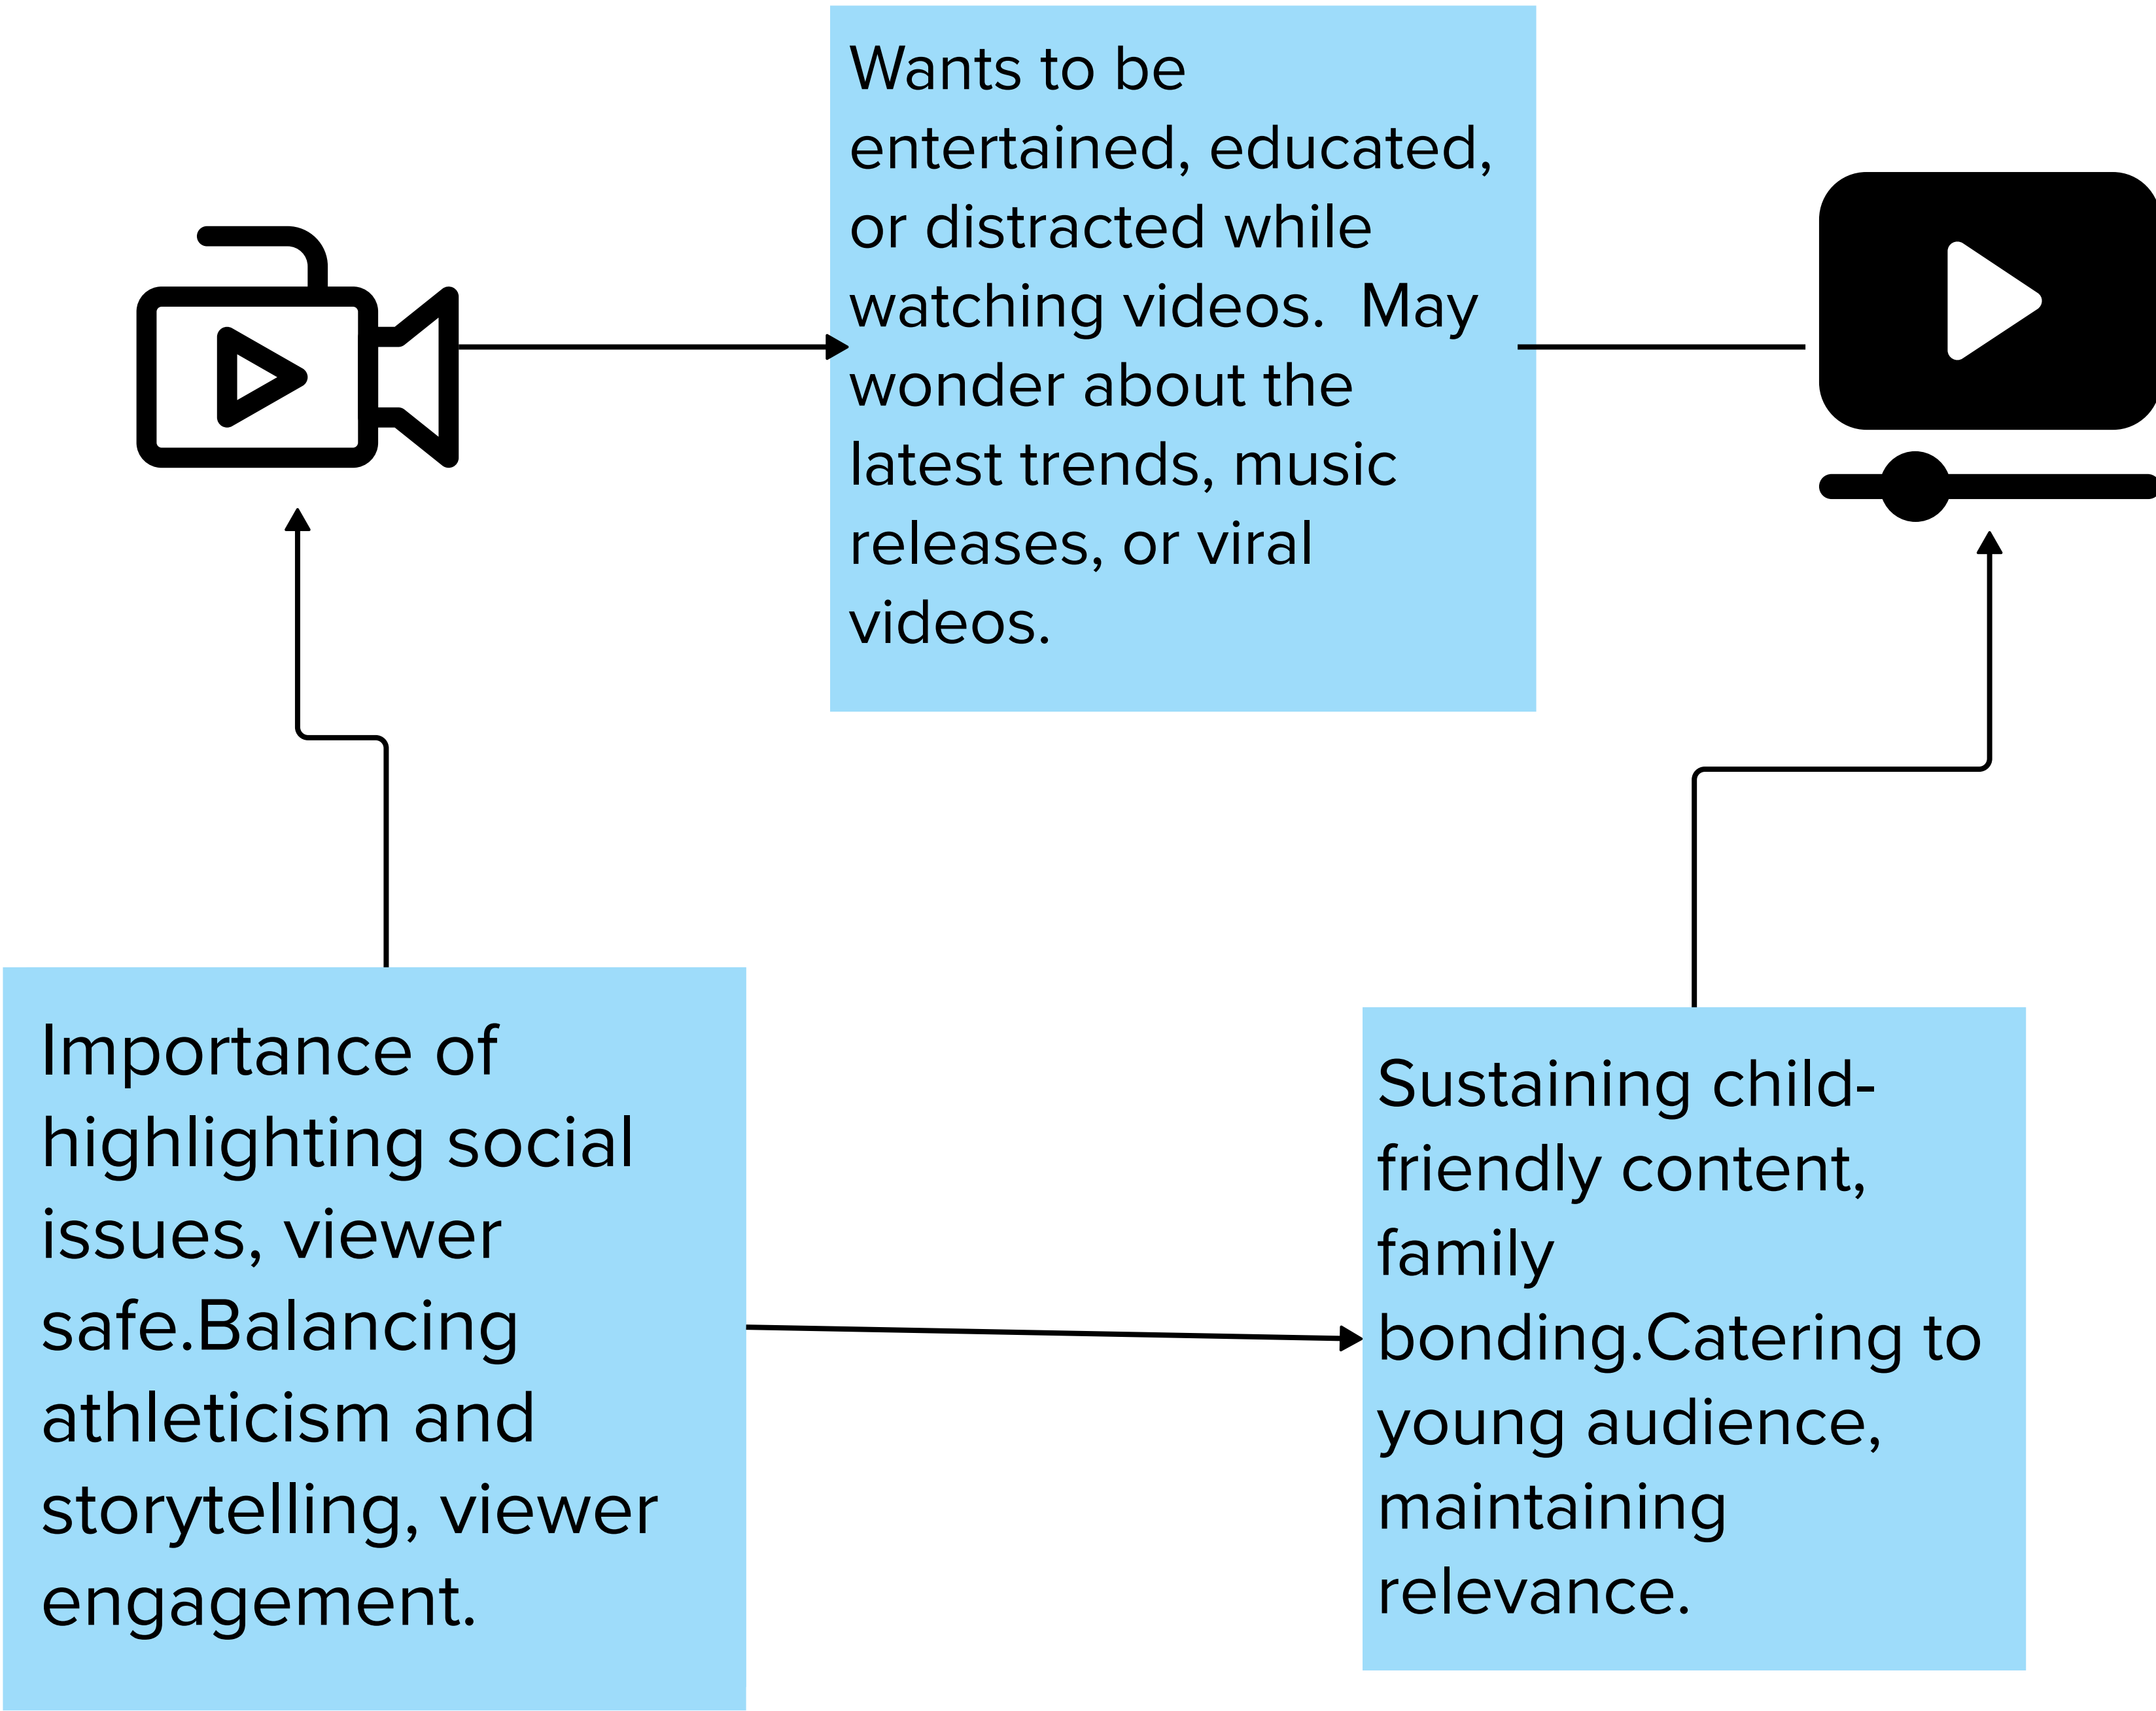 Wants to be
entertained, educated,
or distracted while
watching videos.  May
wonder about the
latest trends, music
releases, or viral
videos.
Importance of
highlighting social
issues, viewer
safe.Balancing
athleticism and
storytelling, viewer
engagement.
Sustaining child-
friendly content,
family
bonding.Catering to
young audience,
maintaining
relevance.